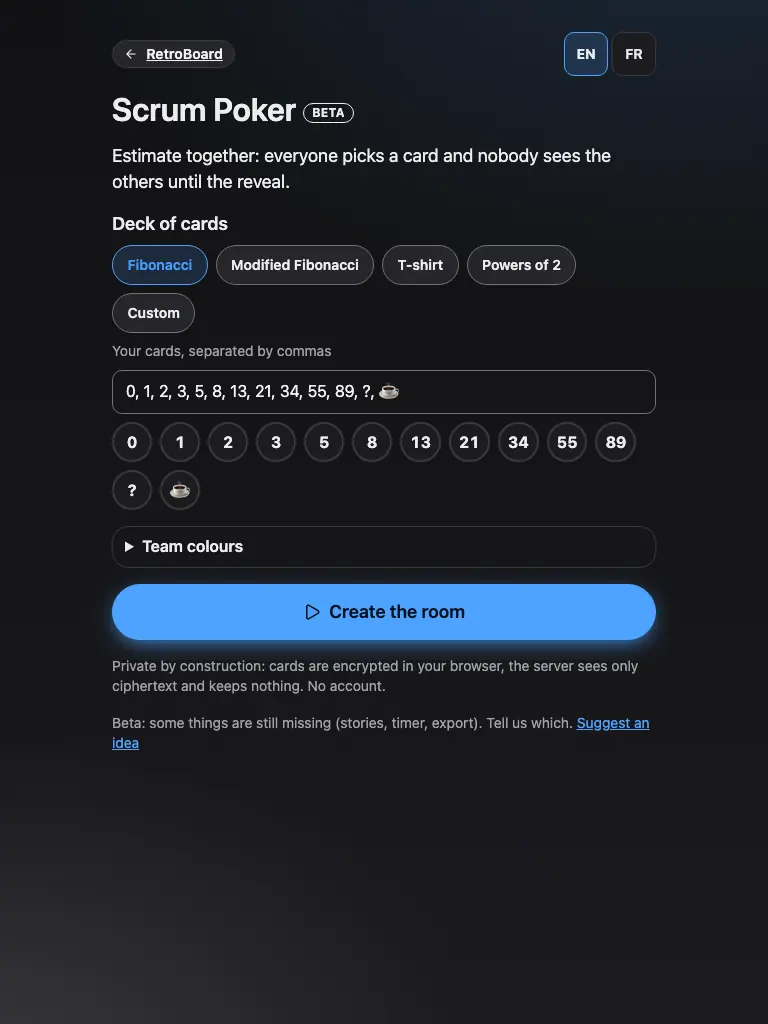 ← RetroBoard
EN FR
Scrum Poker BETA
Estimate together: everyone picks a card and nobody sees the
others until the reveal.
Deck of cards
Fibonacci Modified Fibonacci T-shirt Powers of 2
Custom
Your cards, separated by commas
0, 1, 2, 3, 5, 8, 13, 21, 34, 55, 89, ?, ☕
0 1 2 3 5 8 13 21 34 55 89
? ☕
▶ Team colours
Create the room
Private by construction: cards are encrypted in your browser, the server sees only
ciphertext and keeps nothing. No account.
Beta: some things are still missing (stories, timer, export). Tell us which. Suggest an
idea